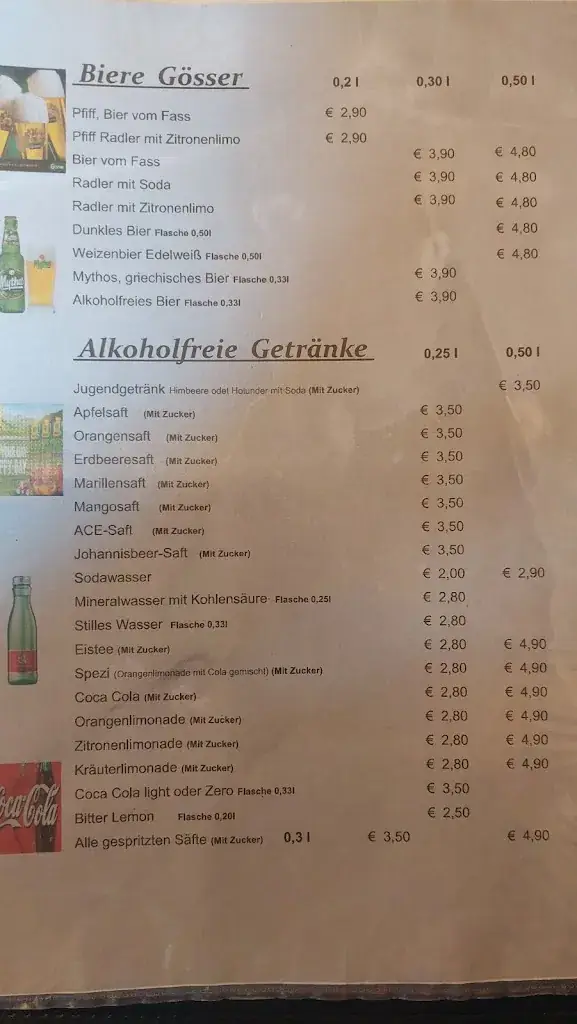 Biere Gösser 0,2 l 0,30 l 0,50 l
Pfiff, Bier vom Fass € 2,90
Pfiff Radler mit Zitronenlimo € 2,90
Bier vom Fass € 3,90 € 4,80
Radler mit Soda € 3,90 € 4,80
Radler mit Zitronenlimo € 3,90 € 4,80
Dunkles Bier Flasche 0,50l € 4,80
Weizenbier Edelweiß Flasche 0,50l € 4,80
Mythos, griechisches Bier Flasche 0,33l € 3,90
Alkoholfreies Bier Flasche 0,33l € 3,90
Mythos
Alkoholfreie Getränke 0,25 l 0,50 l
Jugendgetränk Himbeere odet Holunder mit Soda (Mit Zucker) € 3,50
Apfelsaft (Mit Zucker) € 3,50
Orangensaft (Mit Zucker) € 3,50
Erdbeeresaft (Mit Zucker) € 3,50
Marillensaft (Mit Zucker) € 3,50
Mangosaft (Mit Zucker) € 3,50
ACE-Saft (Mit Zucker) € 3,50
Johannisbeer-Saft (Mit Zucker) € 3,50
Sodawasser € 2,00 € 2,90
Mineralwasser mit Kohlensäure Flasche 0,25l € 2,80
Stilles Wasser Flasche 0,33l € 2,80
Eistee (Mit Zucker) € 2,80 € 4,90
Spezi (Orangenlimonade mit Cola gemischt) (Mit Zucker) € 2,80 € 4,90
Coca Cola (Mit Zucker) € 2,80 € 4,90
Orangenlimonade (Mit Zucker) € 2,80 € 4,90
Zitronenlimonade (Mit Zucker) € 2,80 € 4,90
Kräuterlimonade (Mit Zucker) € 2,80 € 4,90
Coca Cola light oder Zero Flasche 0,33l € 3,50
Bitter Lemon Flasche 0,20l € 2,50
Alle gespritzten Säfte (Mit Zucker) 0,3 l € 3,50 € 4,90
oca-Cola